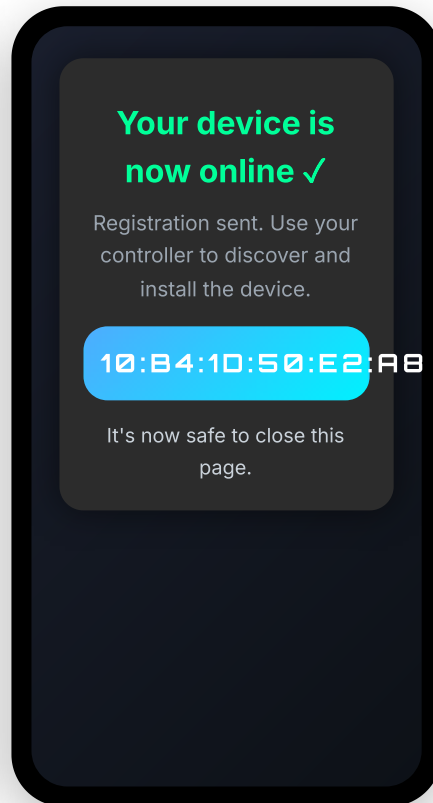 Your device is
now online ✓
Registration sent. Use your
controller to discover and
install the device.
10:B4:1D:50:E2:A8
It's now safe to close this
page.